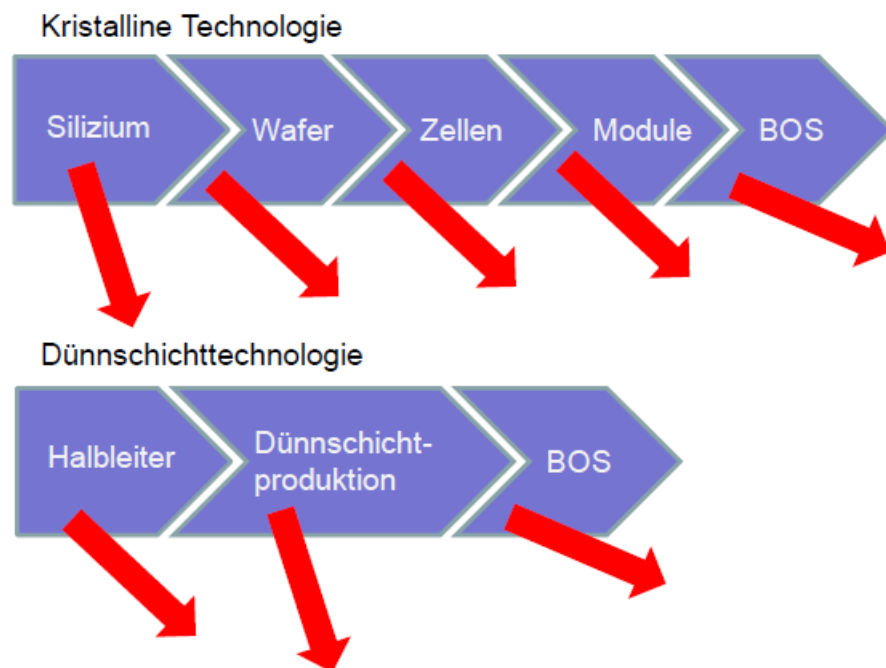 Kristalline Technologie
Silizium
Wafer
Zellen
Module
BOS
Dünnschichttechnologie
Halbleiter
Dünnschicht-
produktion
BOS